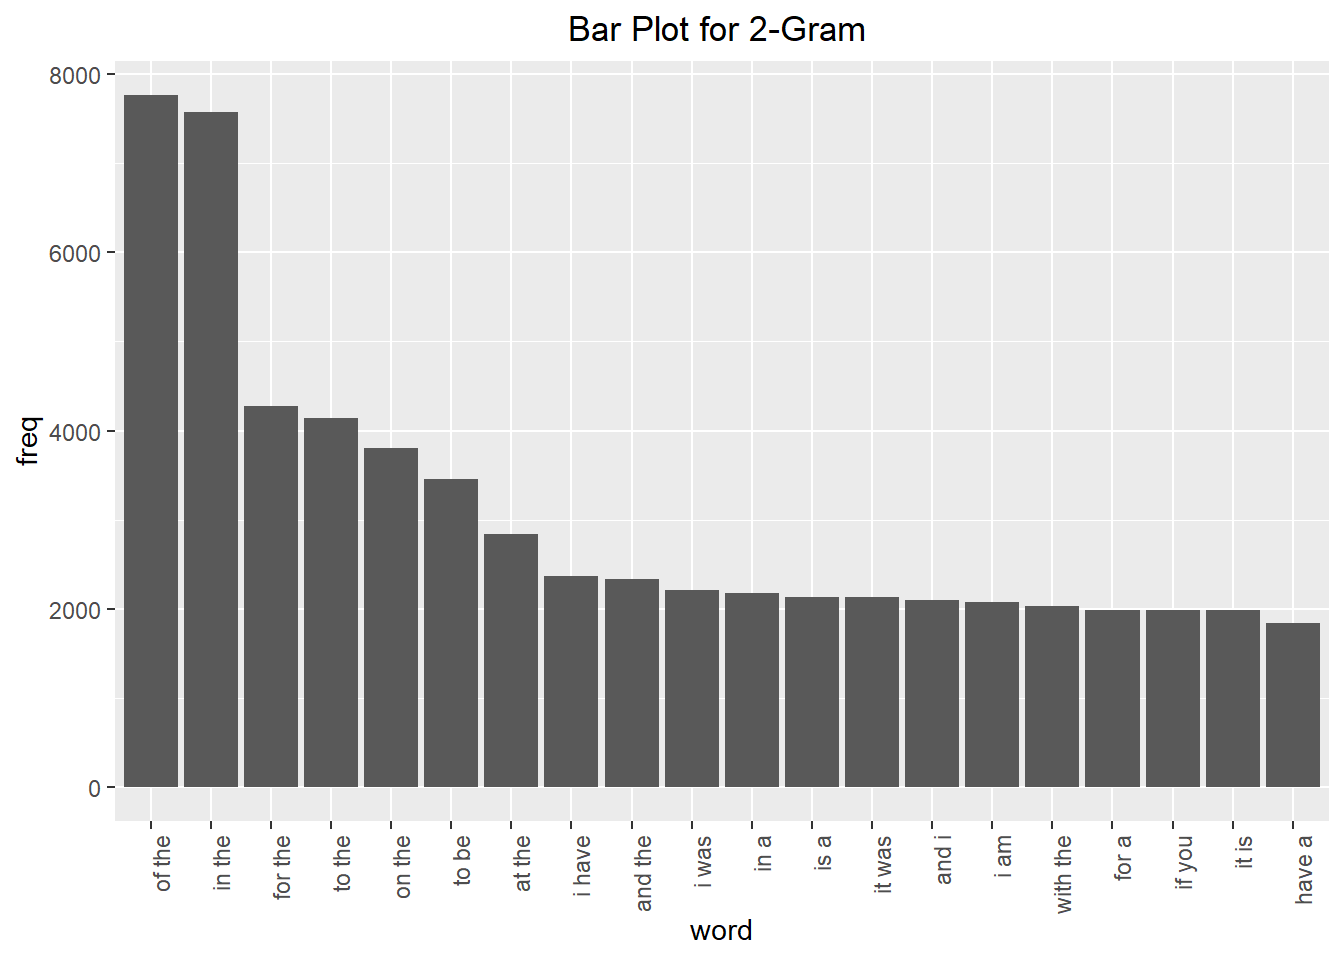 Bar Plot for 2-Gram
freq
8000
6000
4000
2000
0
of the
in the
for the
to the
on the
to be
at the
i have
and the
i was
in a
is a
it was
and i
i am
with the
for a
if you
it is
have a
word